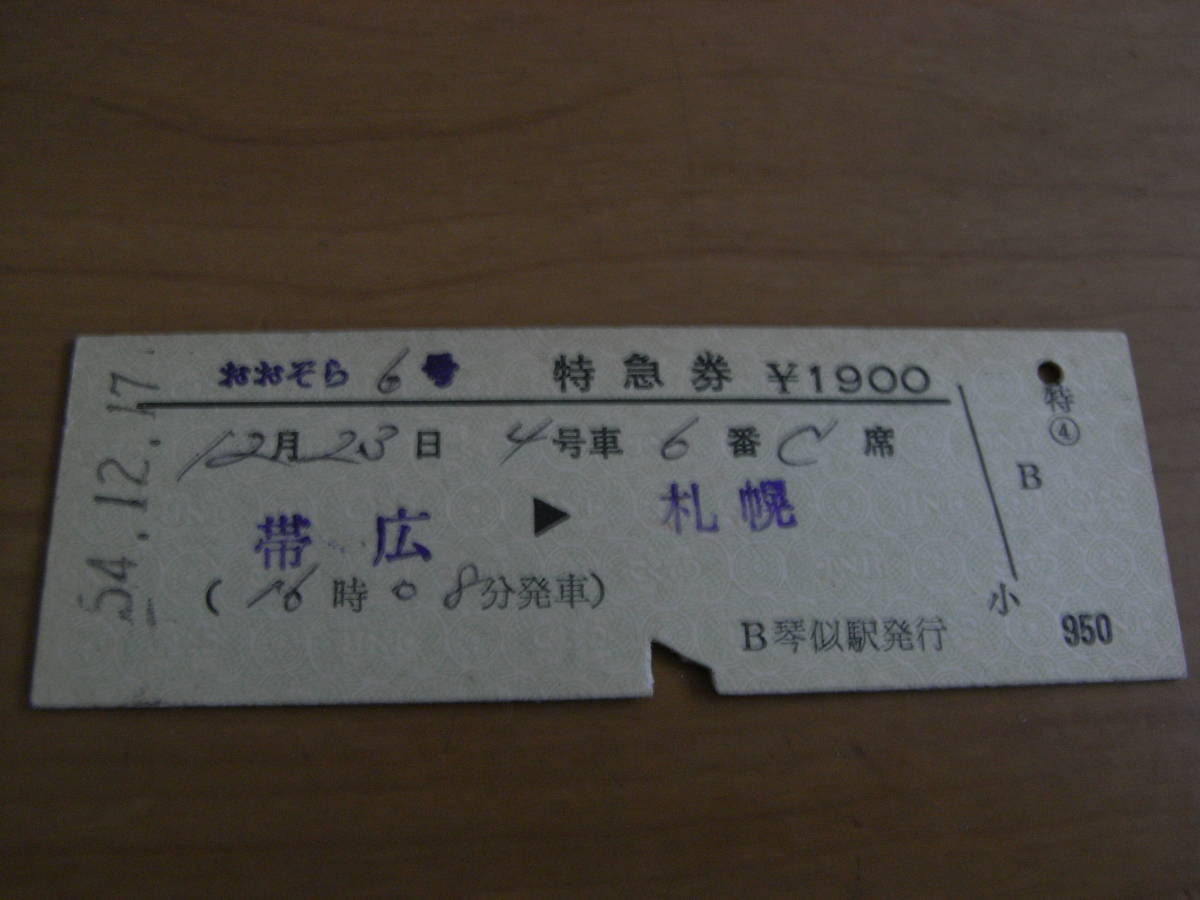 おおそら 6号 特急券 ¥1900
12月23日 4号車 6番C席
帯広 ▶ 札幌
(16時08分発車)
B琴似駅発行
54.12.17
特
④
B
小
950